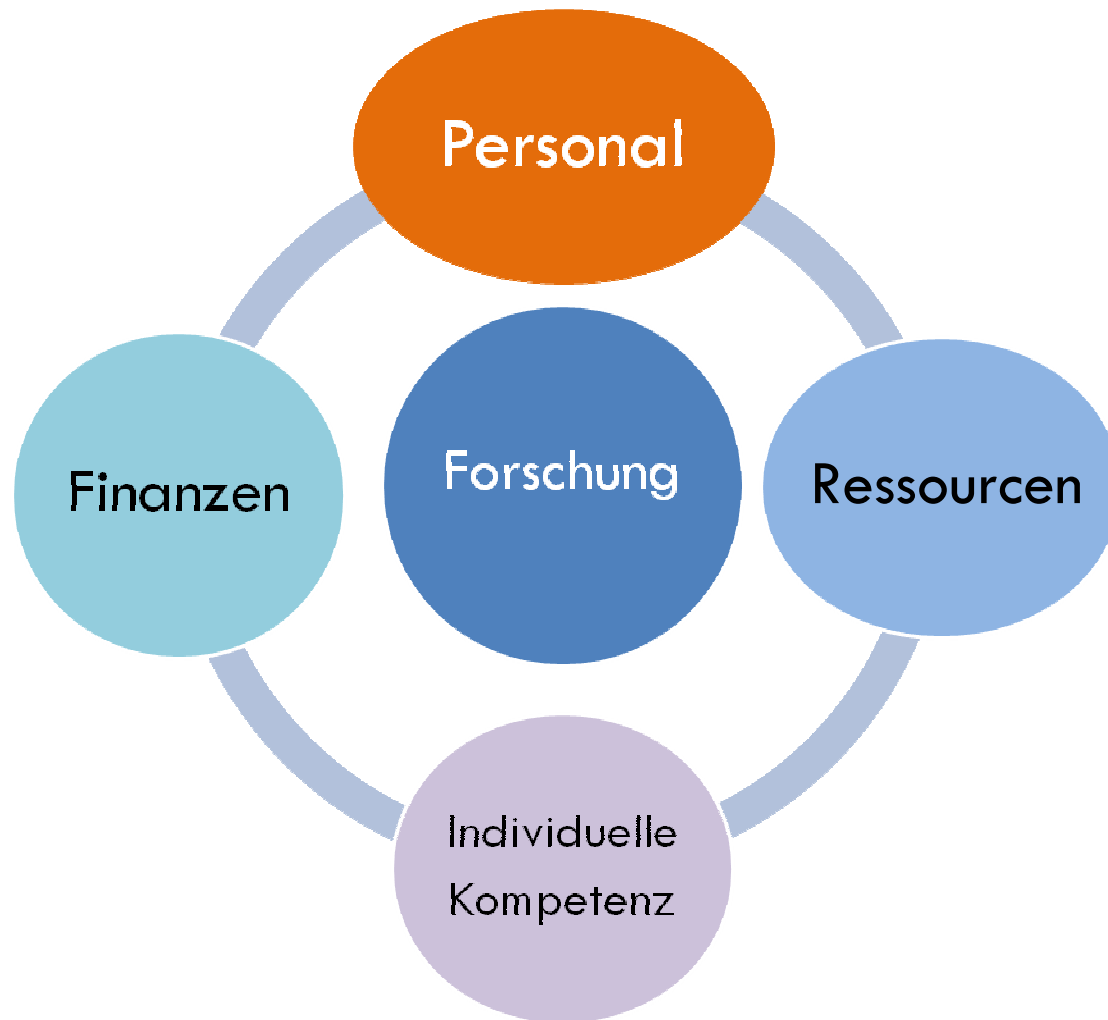 Personal
Finanzen
Forschung
Ressourcen
Individuelle
Kompetenz